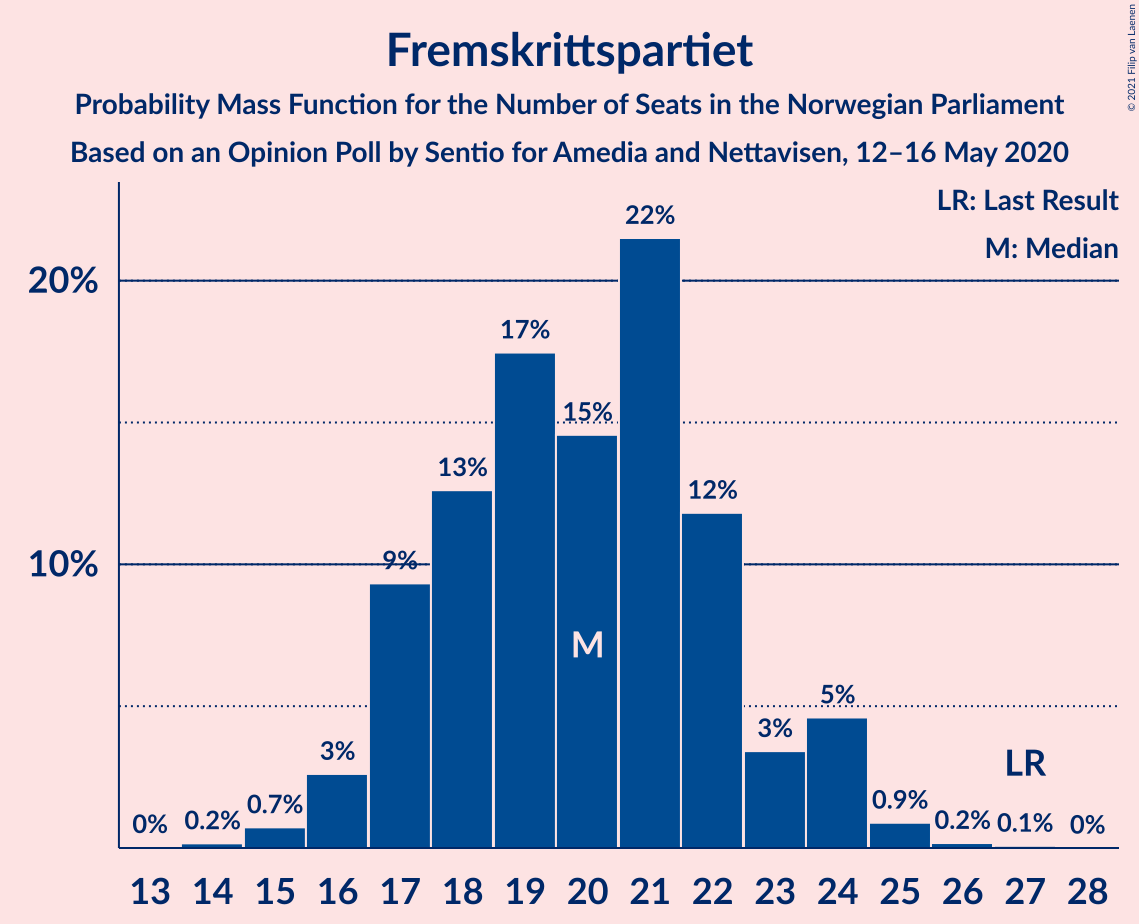 Fremskrittspartiet
Probability Mass Function for the Number of Seats in the Norwegian Parliament
Based on an Opinion Poll by Sentio for Amedia and Nettavisen, 12–16 May 2020
© 2021 Filip van Laenen
LR: Last Result
M: Median
20%
10%
0% 0.2% 0.7% 3% 9% 13% 17% 15% 22% 12% 3% 5% 0.9% 0.2% 0.1% 0%
M
LR
13 14 15 16 17 18 19 20 21 22 23 24 25 26 27 28